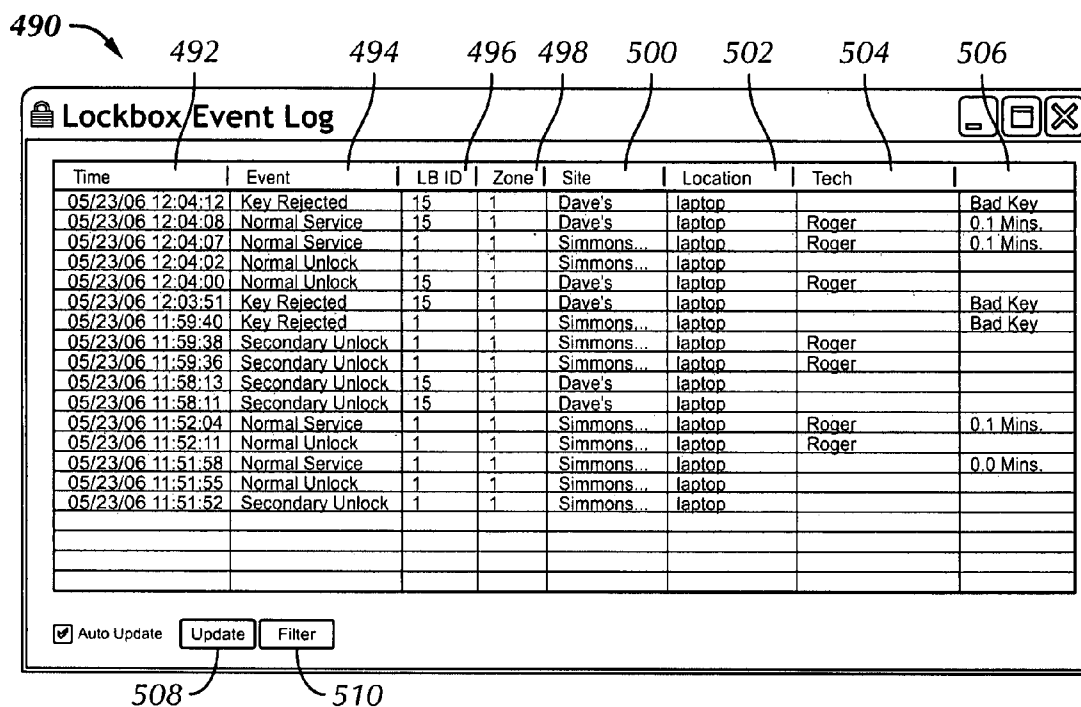 490
492 494 496 498 500 502 504 506
Lockbox Event Log
Time Event LB ID Zone Site Location Tech
05/23/06 12:04:12 Key Rejected 15 1 Dave's laptop Bad Key
05/23/06 12:04:08 Normal Service 15 1 Dave's laptop Roger 0.1 Mins.
05/23/06 12:04:07 Normal Service 1 1 Simmons... laptop Roger 0.1 Mins.
05/23/06 12:04:02 Normal Unlock 1 1 Simmons... laptop
05/23/06 12:04:00 Normal Unlock 15 1 Dave's laptop Roger
05/23/06 12:03:51 Key Rejected 15 1 Dave's laptop Bad Key
05/23/06 11:59:40 Key Rejected 1 1 Simmons... laptop Bad Key
05/23/06 11:59:38 Secondary Unlock 1 1 Simmons... laptop Roger
05/23/06 11:59:36 Secondary Unlock 1 1 Simmons... laptop Roger
05/23/06 11:58:13 Secondary Unlock 15 1 Dave's laptop
05/23/06 11:58:11 Secondary Unlock 15 1 Dave's laptop
05/23/06 11:52:04 Normal Service 1 1 Simmons... laptop Roger 0.1 Mins.
05/23/06 11:52:11 Normal Unlock 1 1 Simmons... laptop Roger
05/23/06 11:51:58 Normal Service 1 1 Simmons... laptop 0.0 Mins.
05/23/06 11:51:55 Normal Unlock 1 1 Simmons... laptop
05/23/06 11:51:52 Secondary Unlock 1 1 Simmons... laptop
Auto Update Update Filter
508 510